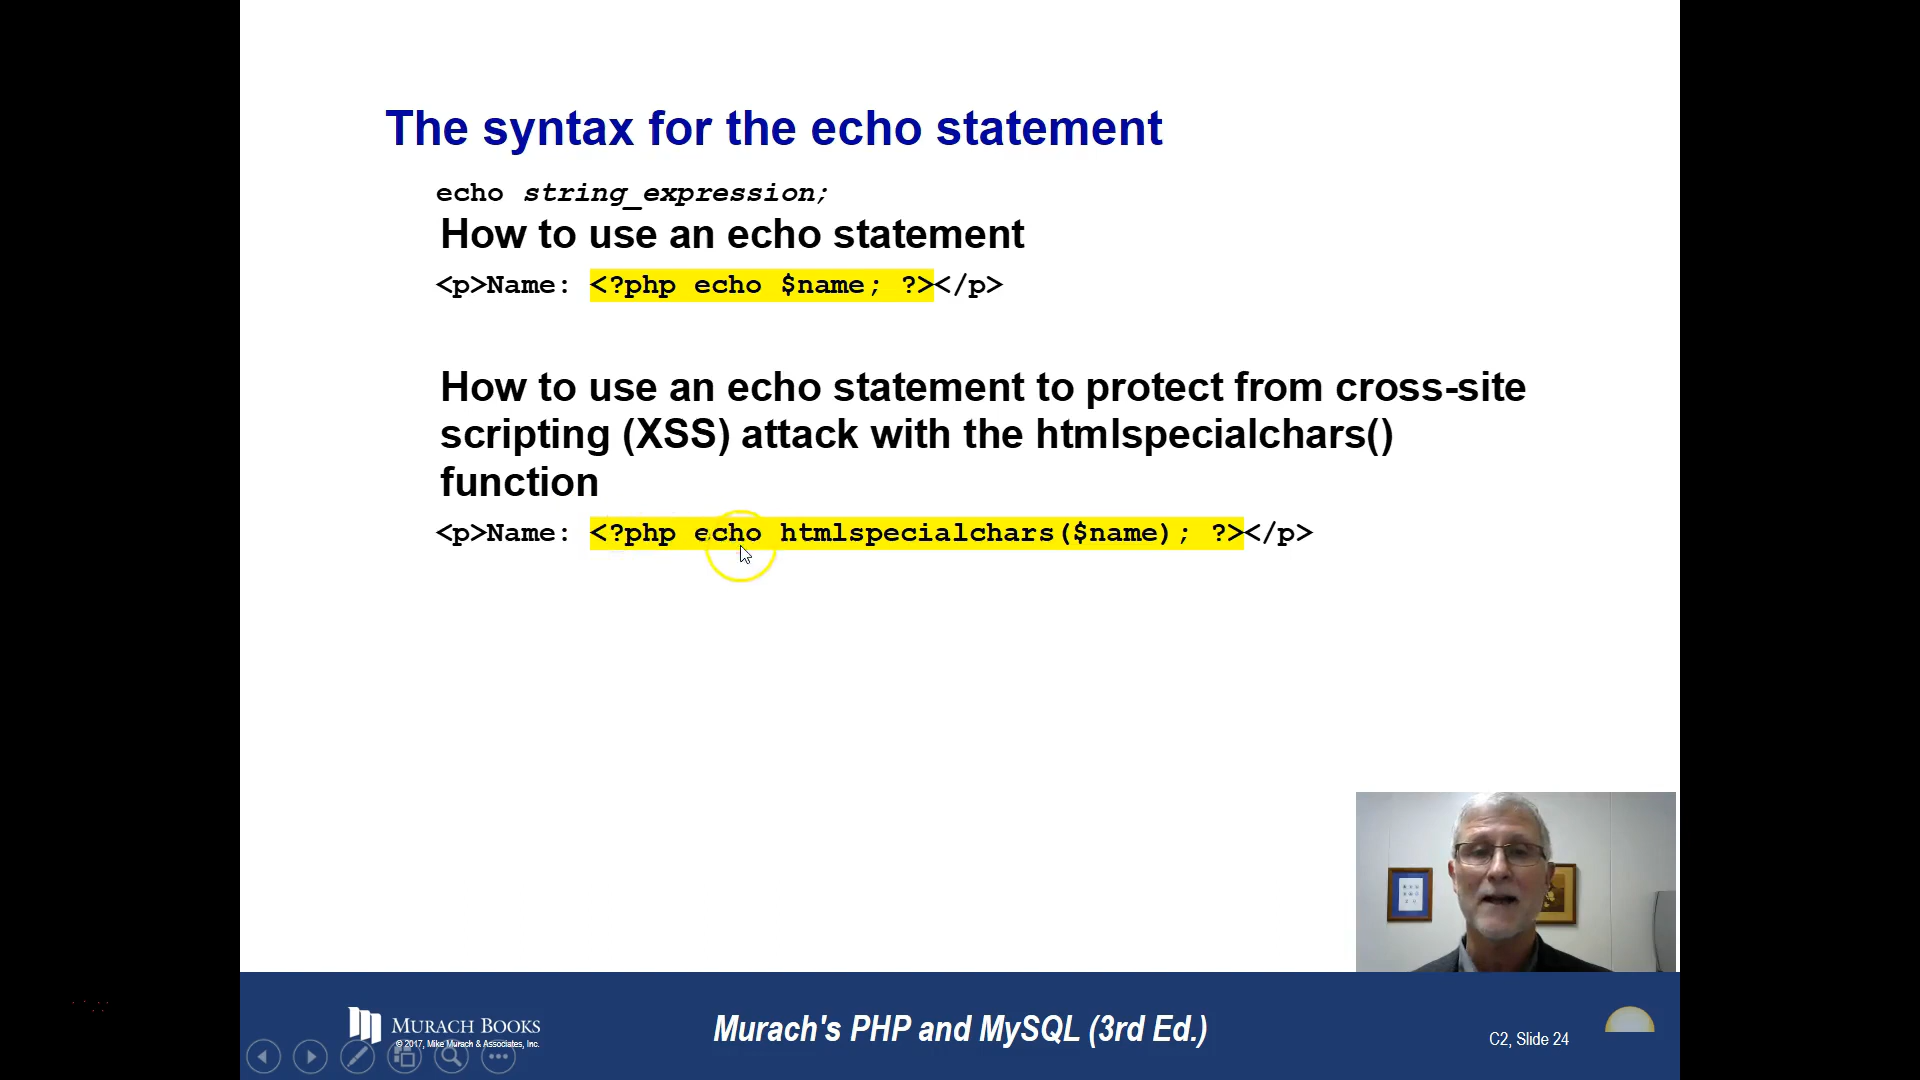 The syntax for the echo statement
echo string_expression;
How to use an echo statement
<p>Name: <?php echo $name; ?></p>
How to use an echo statement to protect from cross-site
scripting (XSS) attack with the htmlspecialchars()
function
<p>Name: <?php echo htmlspecialchars($name); ?></p>
MURACH BOOKS
© 2017, Mike Murach & Associates, Inc.
Murach's PHP and MySQL (3rd Ed.)
C2, Slide 24